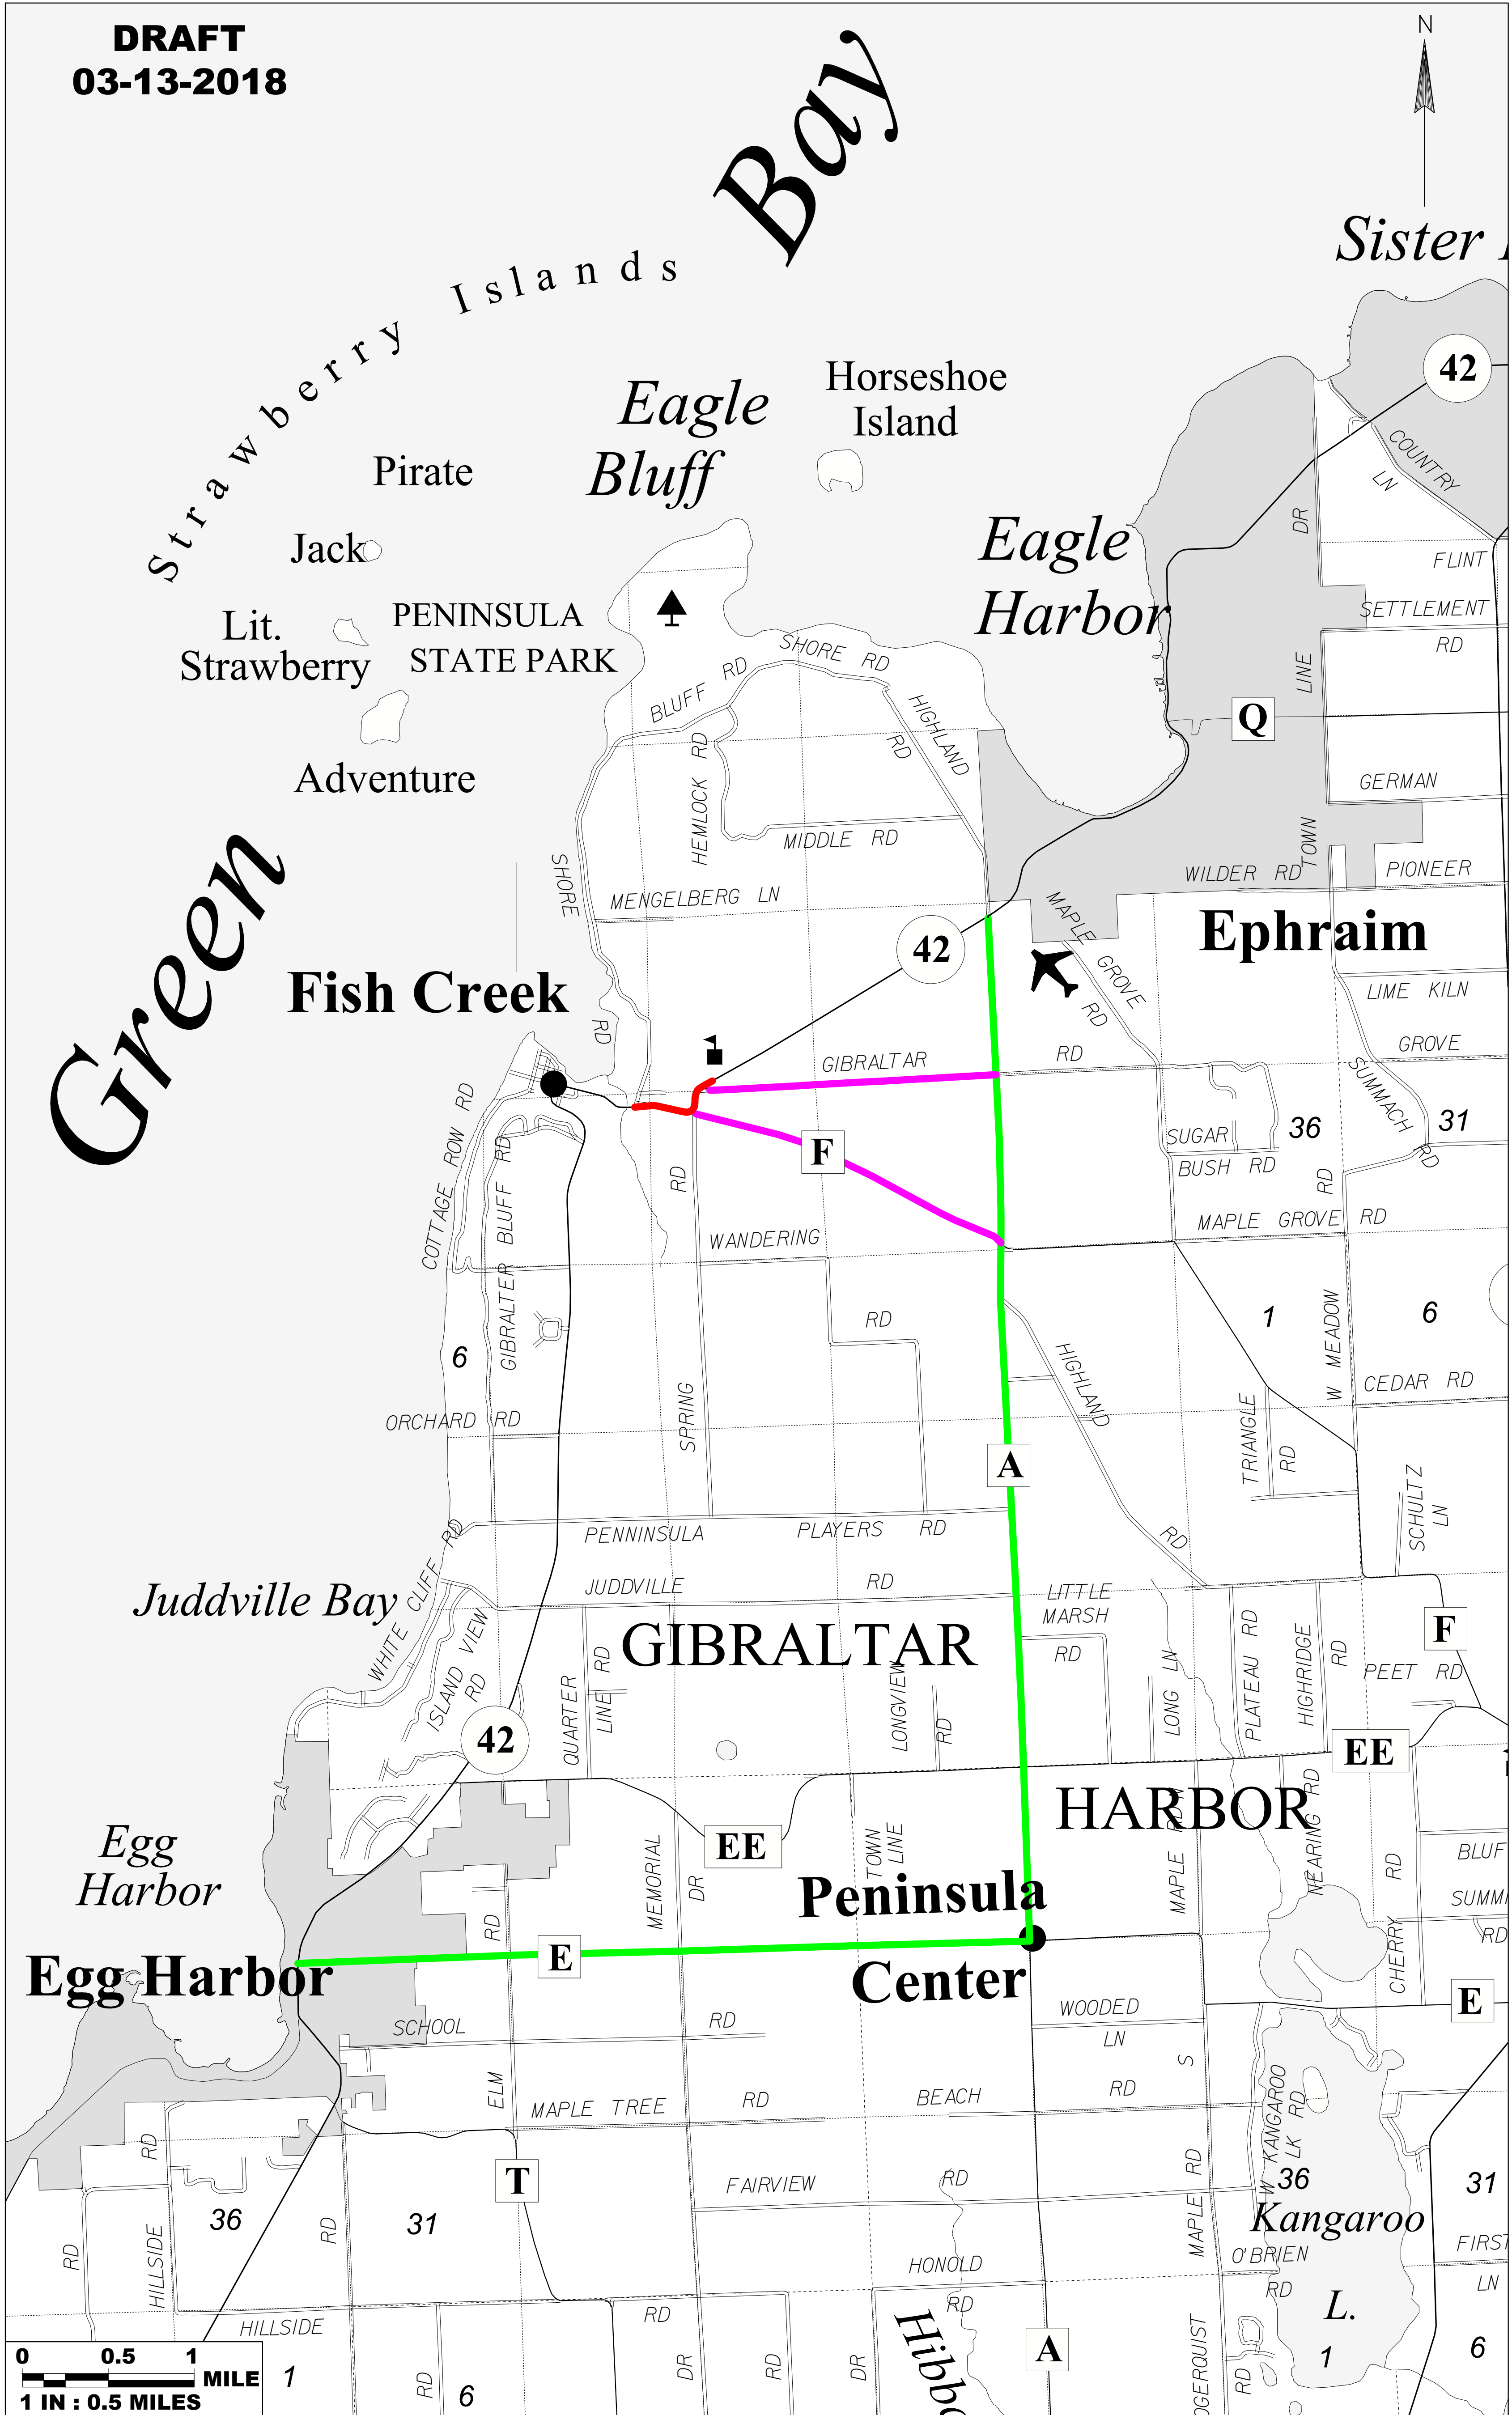 DRAFT
03-13-2018
N
Bay
Sister
Strawberry Islands
42
Horseshoe
Island
Eagle
Bluff
Pirate
COUNTRY
LN
Jack
Eagle
Harbor
DR
FLINT
Lit.
Strawberry
PENINSULA
STATE PARK
SETTLEMENT
RD
SHORE RD
BLUFF RD
LINE
HIGHLAND
RD
Q
Adventure
HEMLOCK RD
GERMAN
MIDDLE RD
TOWN
Green
SHORE
RD
MENGELBERG LN
WILDER RD
PIONEER
42
MAPLE GROVE
RD
Ephraim
Fish Creek
LIME KILN
GROVE
GIBRALTAR RD
SUMMACH
RD
COTTAGE ROW RD
F
SUGAR
BUSH RD
36
31
RD
GIBRALTER BLUFF RD
WANDERING
RD
MAPLE GROVE RD
RD
6
1
6
W MEADOW
HIGHLAND
RD
CEDAR RD
ORCHARD RD
SPRING
A
TRIANGLE
RD
SCHULTZ
LN
PENNINSULA PLAYERS RD
JUDDVILLE RD
Juddville Bay
WHITE CLIFF RD
LITTLE
MARSH
RD
GIBRALTAR
F
ISLAND VIEW
RD
QUARTER
LINE RD
LONGVIEW
RD
LONG LN
PLATEAU RD
HIGHRIDGE
RD
PEET RD
42
EE
HARBOR
EE
Egg
Harbor
MEMORIAL
DR
TOWN
LINE
MAPLE RD
NEARING RD
BLUF
RD
Peninsula
Center
SUMMI
RD
CHERRY
RD
E
Egg Harbor
E
WOODED
LN
SCHOOL RD
ELM
S
BEACH RD
MAPLE TREE RD
W KANGAROO
LK RD
RD
T
FAIRVIEW RD
MAPLE RD
36
31
36
31
Kangaroo
L.
RD
HILLSIDE
RD
HONOLD
RD
O'BRIEN
RD
FIRST
LN
HILLSIDE
RD
Hibb
A
OGERQUIST
RD
1
6
RD
6
DR
RD
DR
1
0 0.5 1
MILE
1 IN : 0.5 MILES